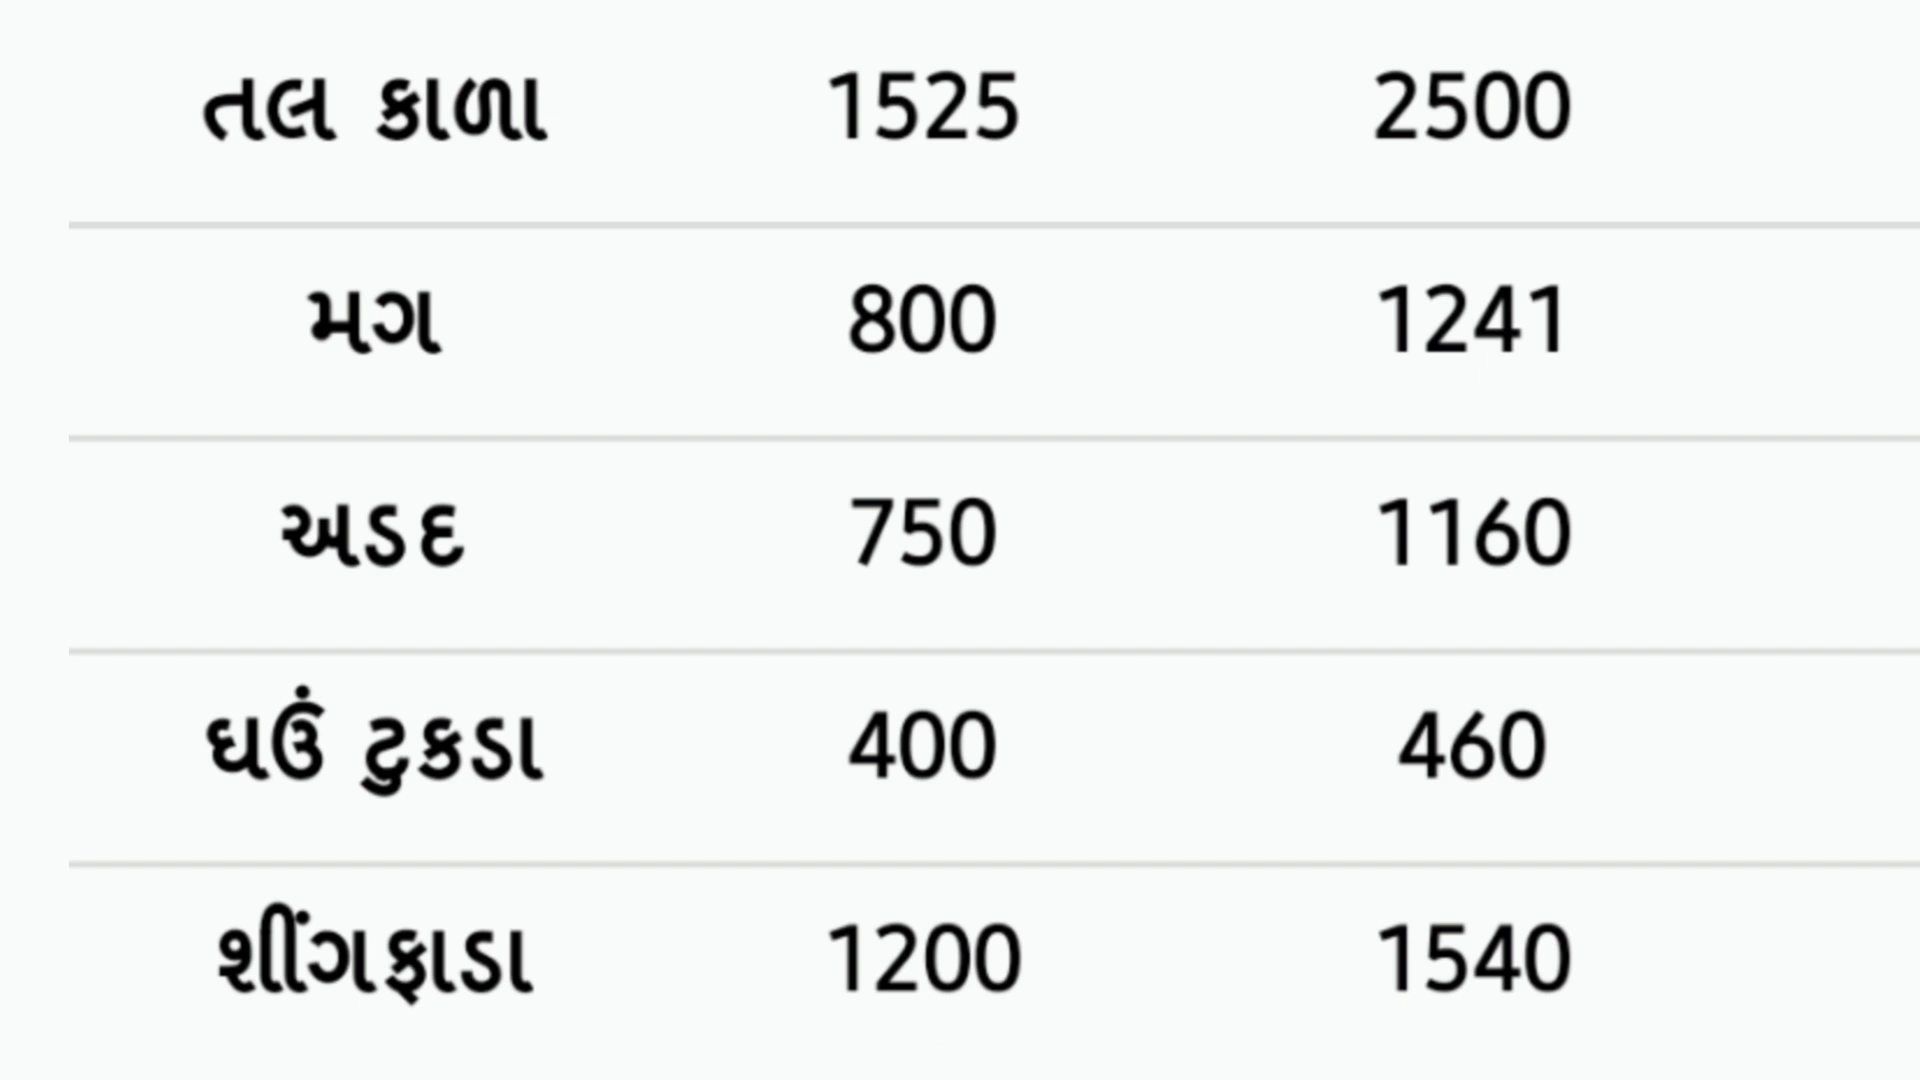 તલ કાળા 1525 2500
મગ 800 1241
અડદ 750 1160
ઘઉં ટુકડા 400 460
શીંગફાડા 1200 1540